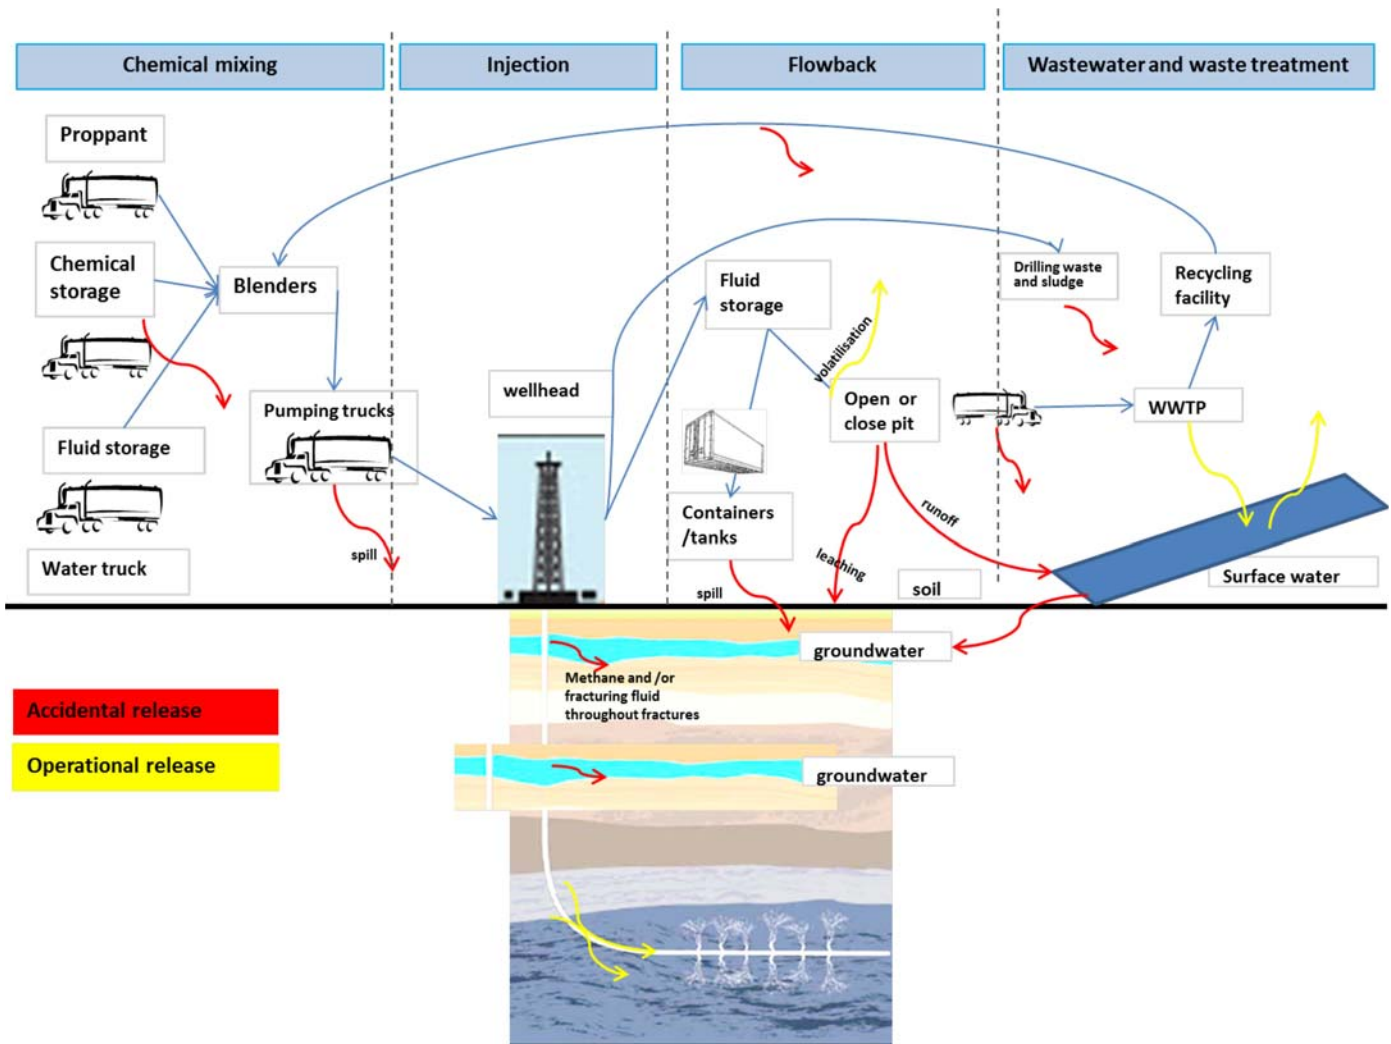 Chemical mixing
Injection
Flowback
Wastewater and waste treatment
Proppant
Chemical
storage
Blenders
Fluid
storage
Drilling waste
and sludge
Recycling
facility
volatilisation
wellhead
Pumping trucks
Open or
close pit
WWTP
Fluid storage
Containers
/tanks
runoff
spill
leaching
Water truck
spill
soil
Surface water
groundwater
Methane and /or
fracturing fluid
throughout fractures
Accidental release
Operational release
groundwater